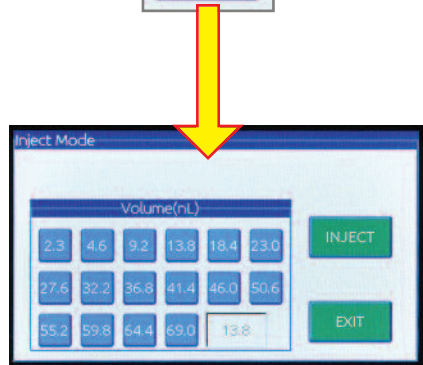 Inject Mode
Volume(nL)
2.3 4.6 9.2 13.8 18.4 23.0
INJECT
27.6 32.2 36.8 41.4 46.0 50.6
55.2 59.8 64.4 69.0 13.8
EXIT